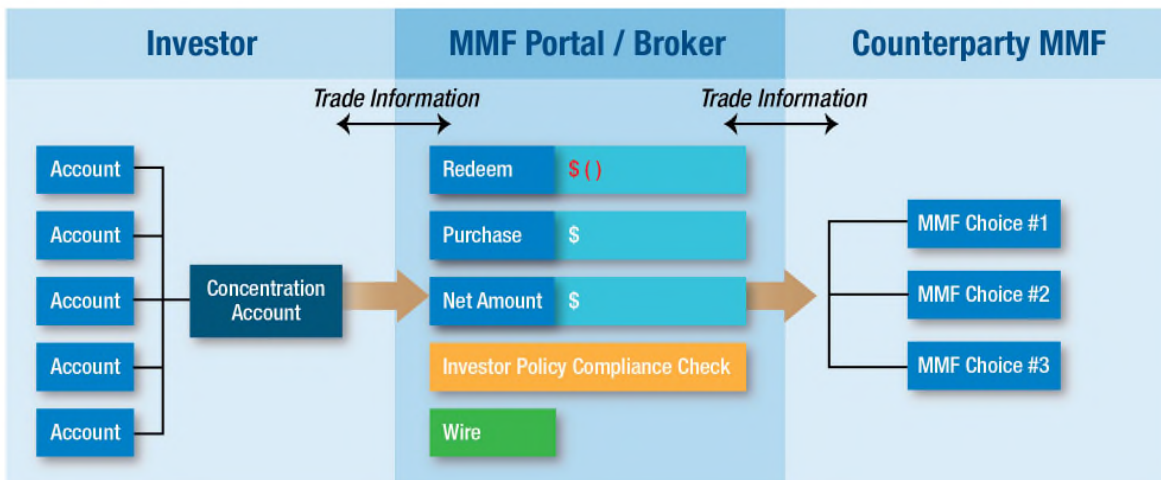 Investor
MMF Portal / Broker
Counterparty MMF
Trade Information
Trade Information
Account
Account
Account
Account
Account
Concentration
Account
Redeem
$ ( )
Purchase
$
Net Amount
$
Investor Policy Compliance Check
Wire
MMF Choice #1
MMF Choice #2
MMF Choice #3